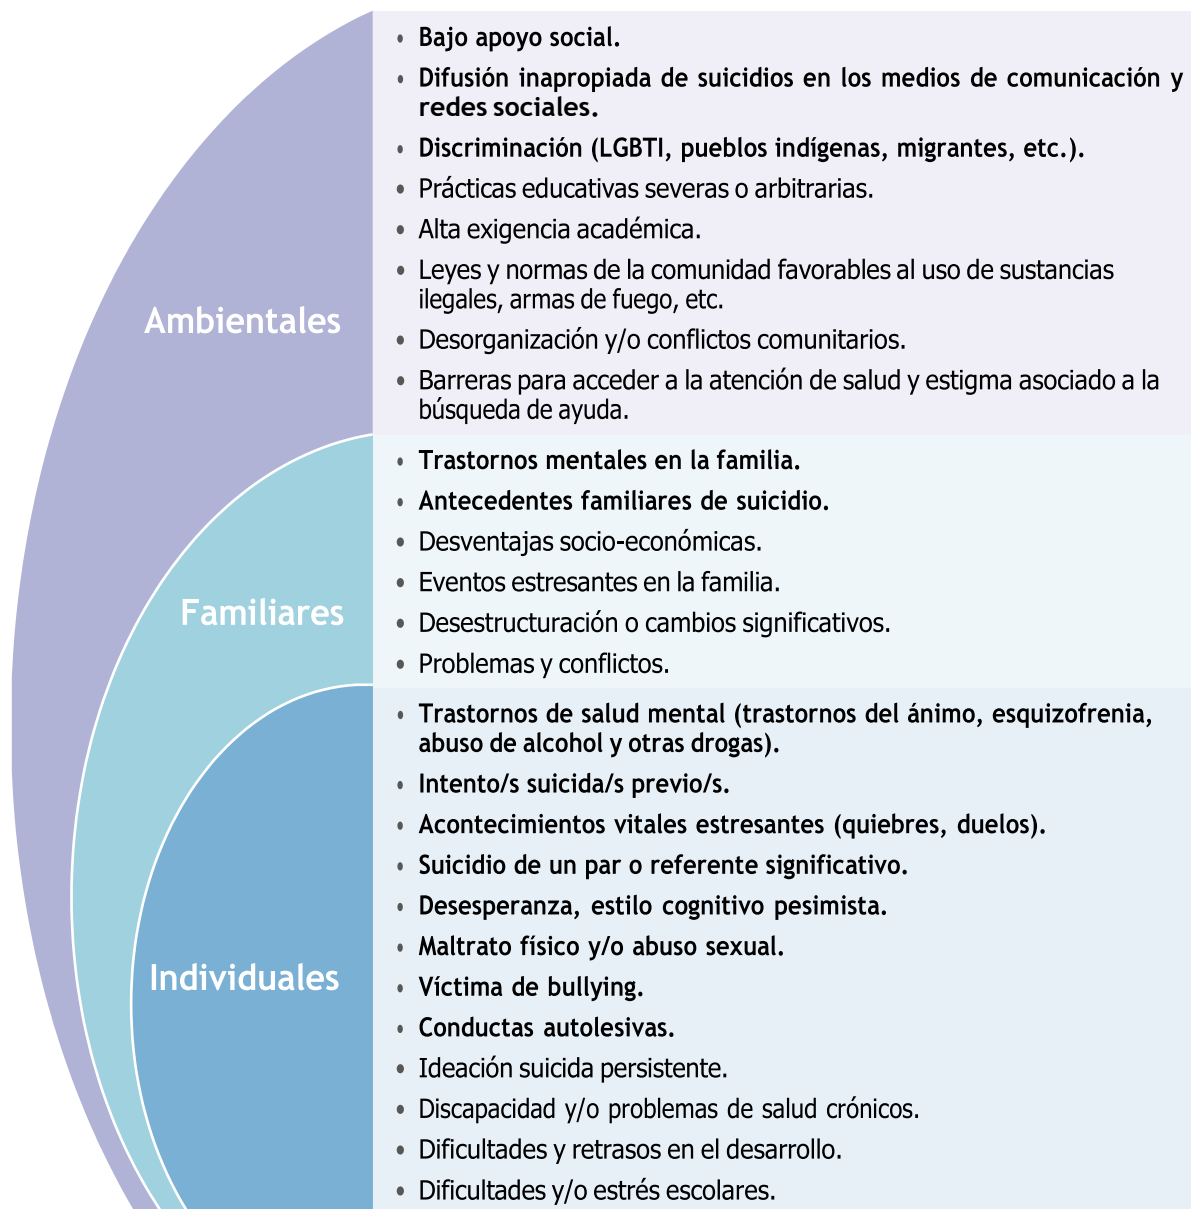 • Bajo apoyo social.
• Difusión inapropiada de suicidios en los medios de comunicación y
redes sociales.
• Discriminación (LGBTI, pueblos indígenas, migrantes, etc.).
• Prácticas educativas severas o arbitrarias.
• Alta exigencia académica.
• Leyes y normas de la comunidad favorables al uso de sustancias
ilegales, armas de fuego, etc.
Ambientales
• Desorganización y/o conflictos comunitarios.
• Barreras para acceder a la atención de salud y estigma asociado a la
búsqueda de ayuda.
• Trastornos mentales en la familia.
• Antecedentes familiares de suicidio.
• Desventajas socio-económicas.
• Eventos estresantes en la familia.
Familiares
• Desestructuración o cambios significativos.
• Problemas y conflictos.
• Trastornos de salud mental (trastornos del ánimo, esquizofrenia,
abuso de alcohol y otras drogas).
• Intento/s suicida/s previo/s.
• Acontecimientos vitales estresantes (quiebres, duelos).
• Suicidio de un par o referente significativo.
• Desesperanza, estilo cognitivo pesimista.
• Maltrato físico y/o abuso sexual.
Individuales
• Víctima de bullying.
• Conductas autolesivas.
• Ideación suicida persistente.
• Discapacidad y/o problemas de salud crónicos.
• Dificultades y retrasos en el desarrollo.
• Dificultades y/o estrés escolares.